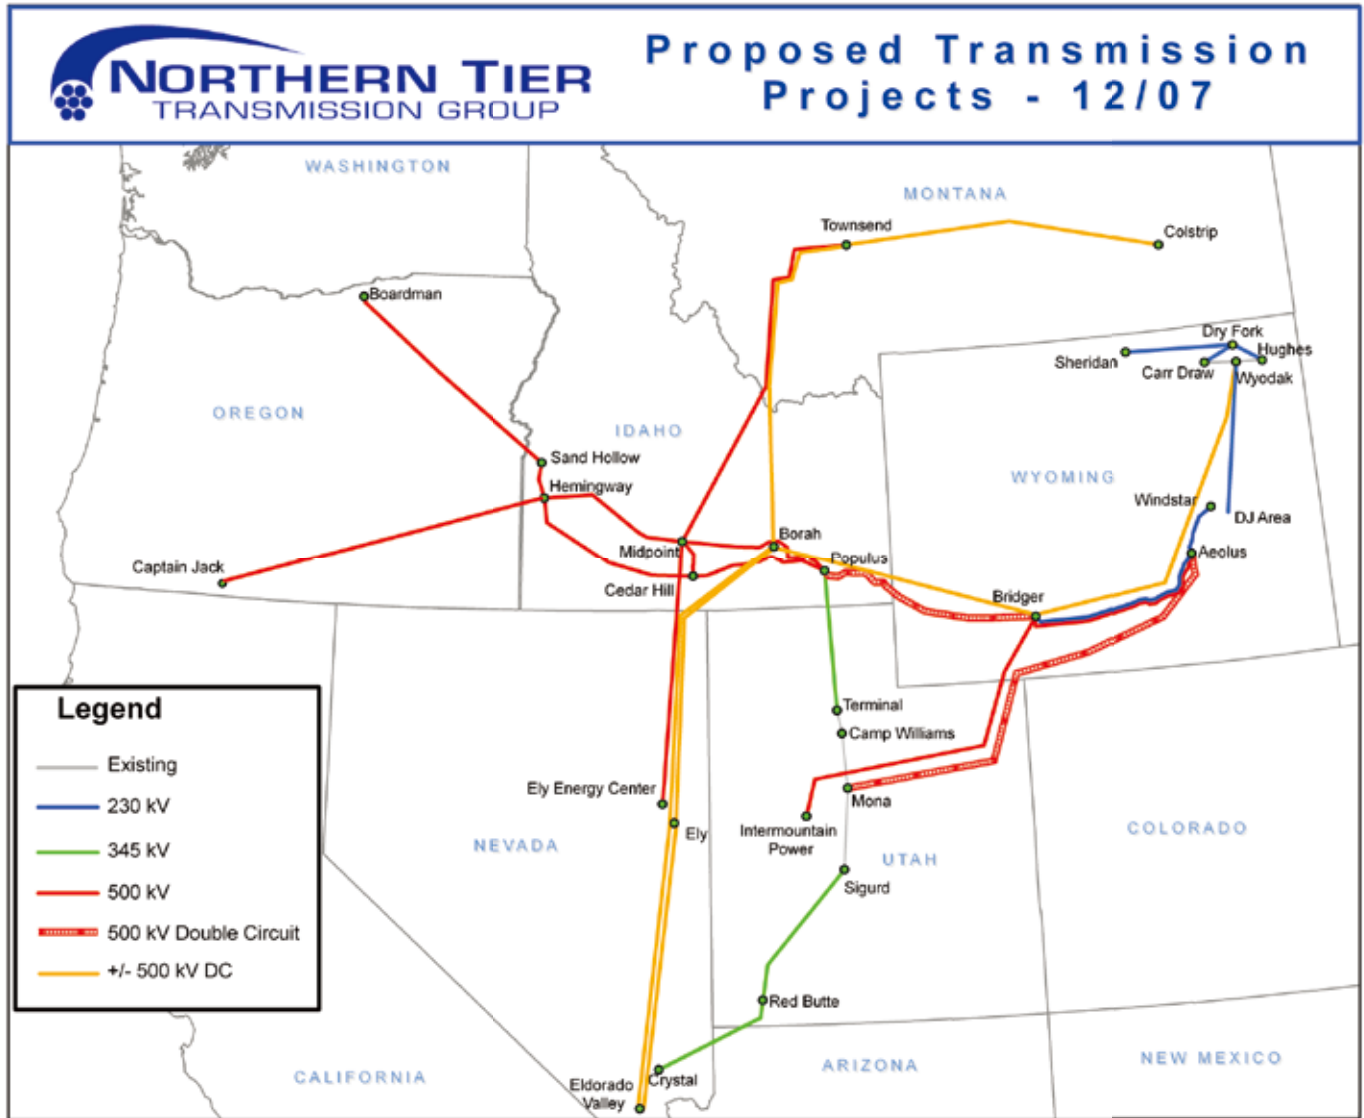 NORTHERN TIER
TRANSMISSION GROUP
Proposed Transmission
Projects - 12/07
WASHINGTON
MONTANA
Townsend
Colstrip
Boardman
Dry Fork
Hughes
Sheridan
Carr Draw
Wyodak
OREGON
IDAHO
Sand Hollow
WYOMING
Hemingway
Windstar
DJ Area
Borah
Midpoint
Aeolus
Populus
Captain Jack
Cedar Hill
Bridger
Legend
Existing
230 kV
345 kV
500 kV
500 kV Double Circuit
+/- 500 kV DC
Terminal
Camp Williams
Ely Energy Center
Mona
Ely
Intermountain
Power
NEVADA
UTAH
COLORADO
Sigurd
Red Butte
CALIFORNIA
Crystal
Eldorado
Valley
ARIZONA
NEW MEXICO